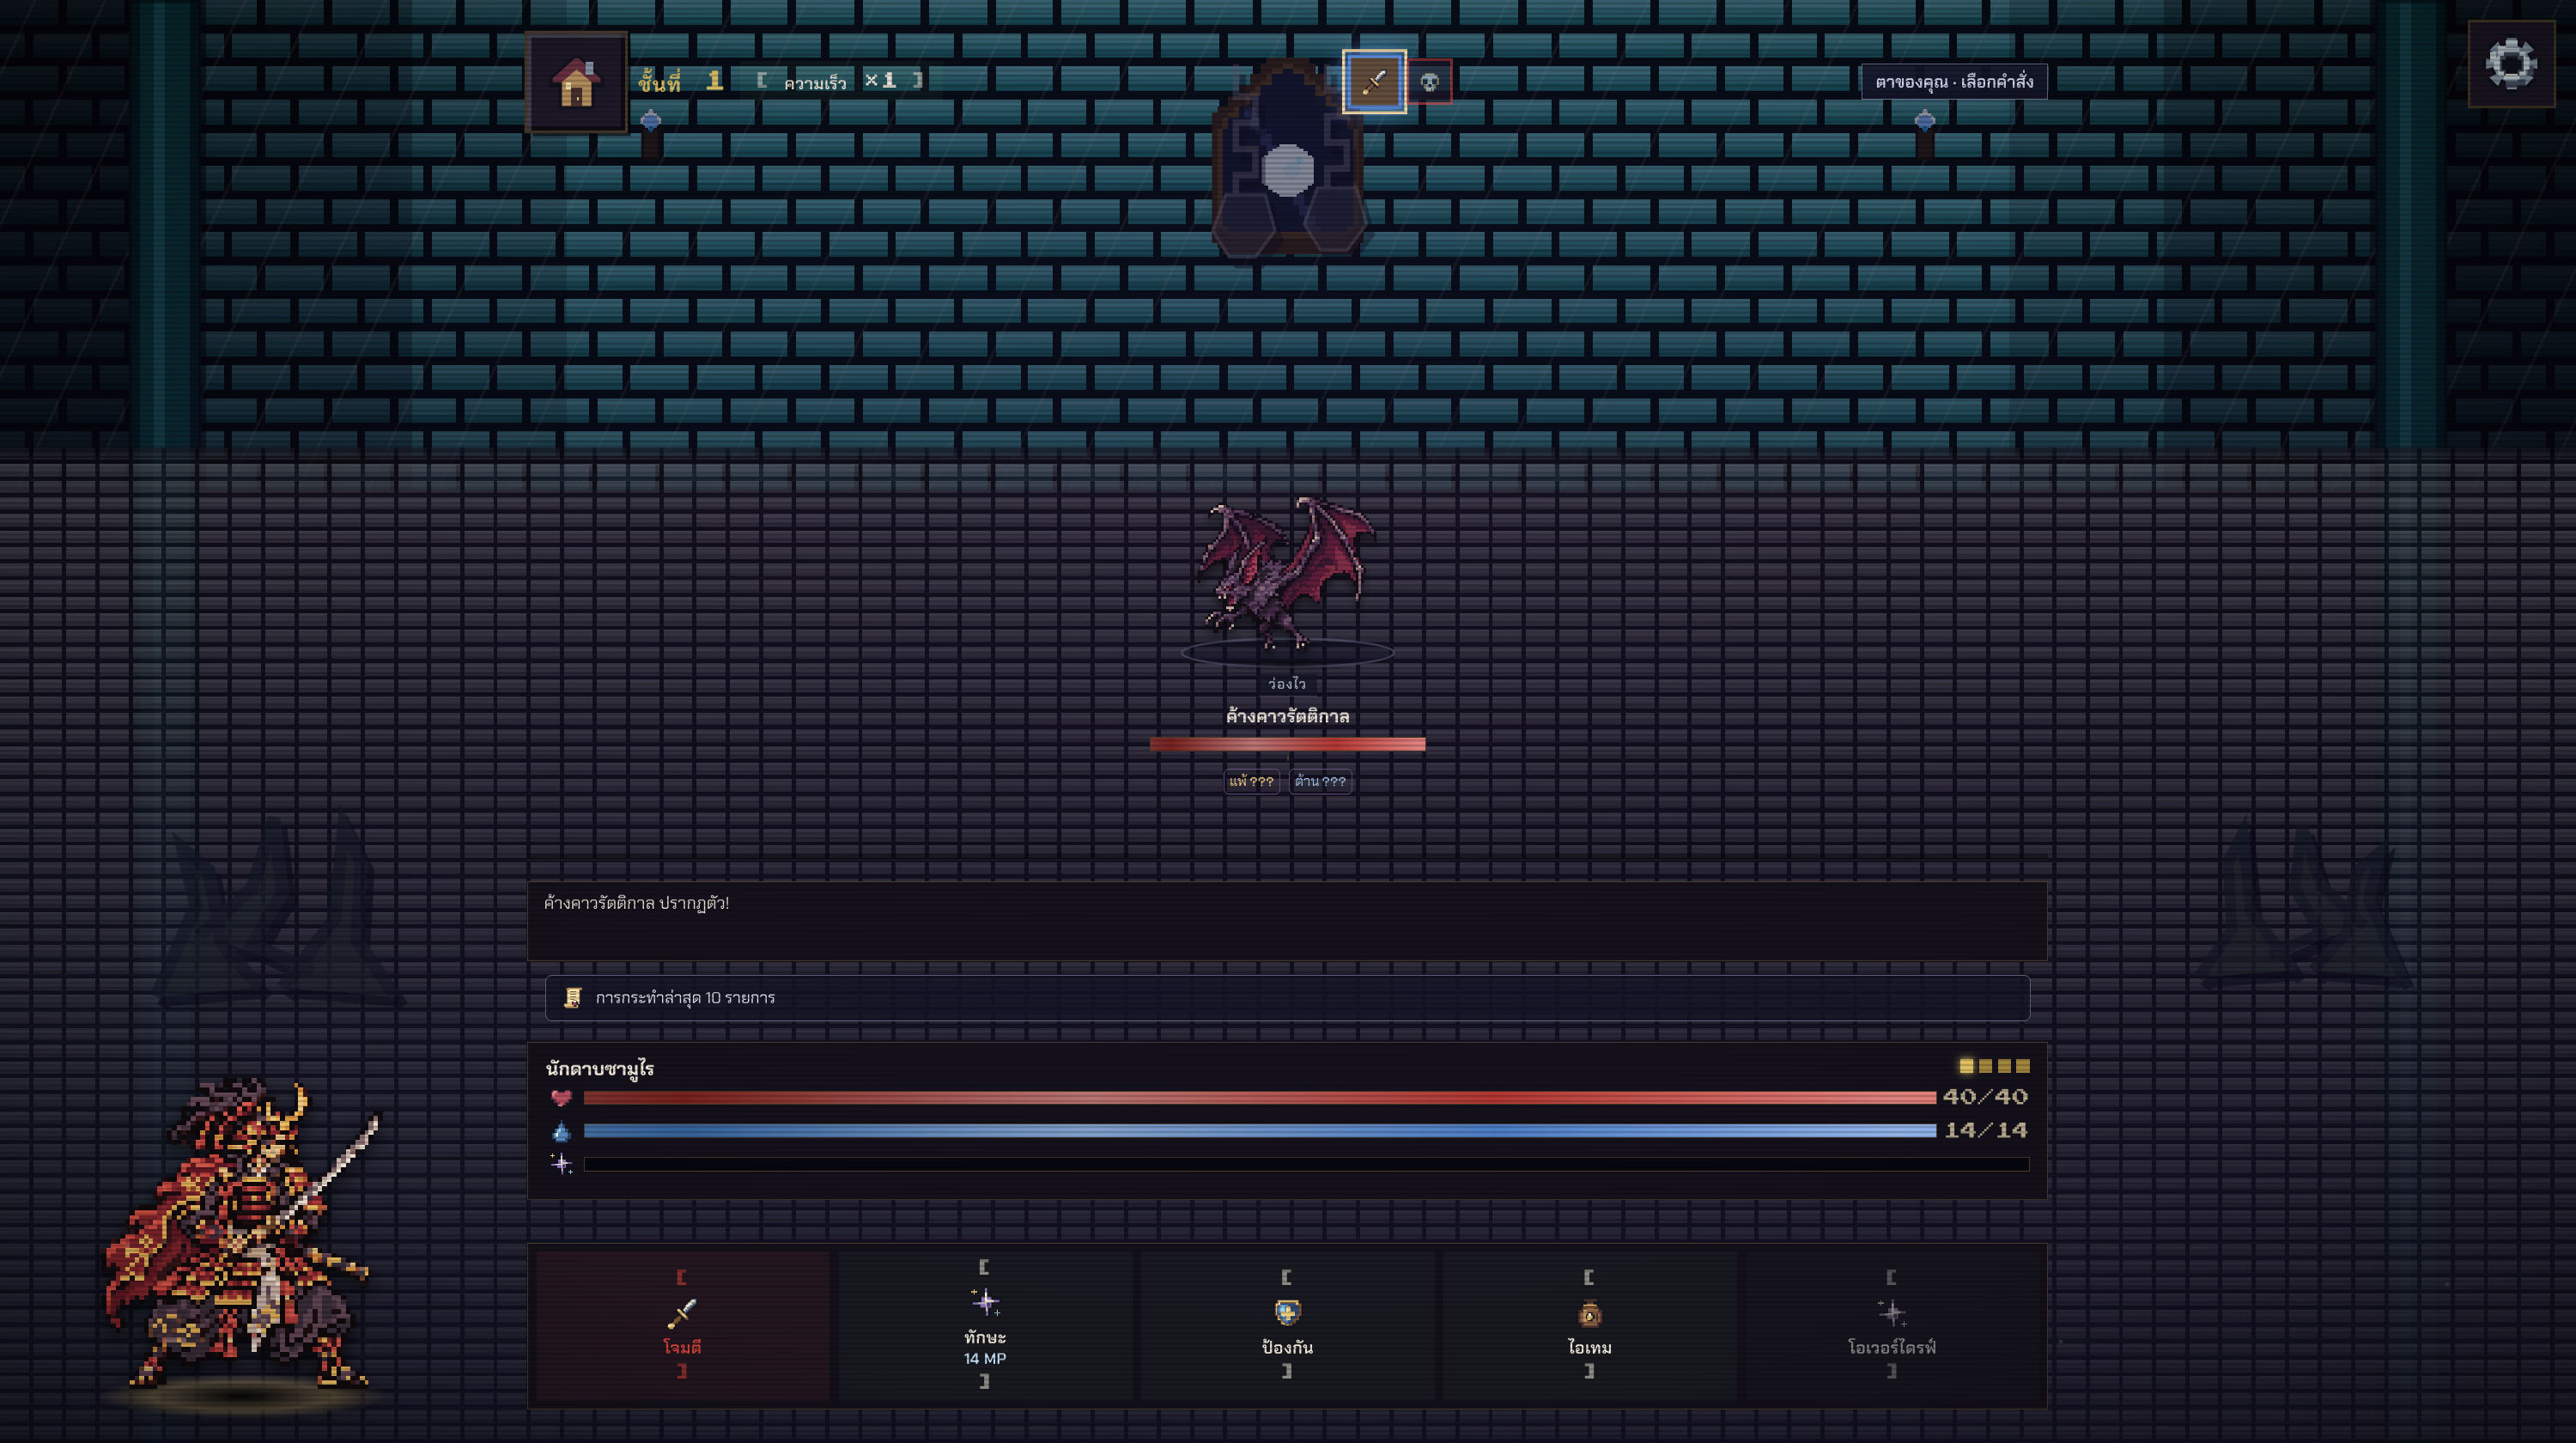 ชั้นที่ 1 [ ความเร็ว ×1 ]
ตาของคุณ · เลือกคำสั่ง
ว่องไว
ค้างคาวรัตติกาล
แพ้ ??? ต้าน ???
ค้างคาวรัตติกาล ปรากฏตัว!
การกระทำล่าสุด 10 รายการ
นักดาบซามูไร
40/40
14/14
[ โจมตี ]
[ ทักษะ
14 MP ]
[ ป้องกัน ]
[ ไอเทม ]
[ โอเวอร์ไดรฟ์ ]